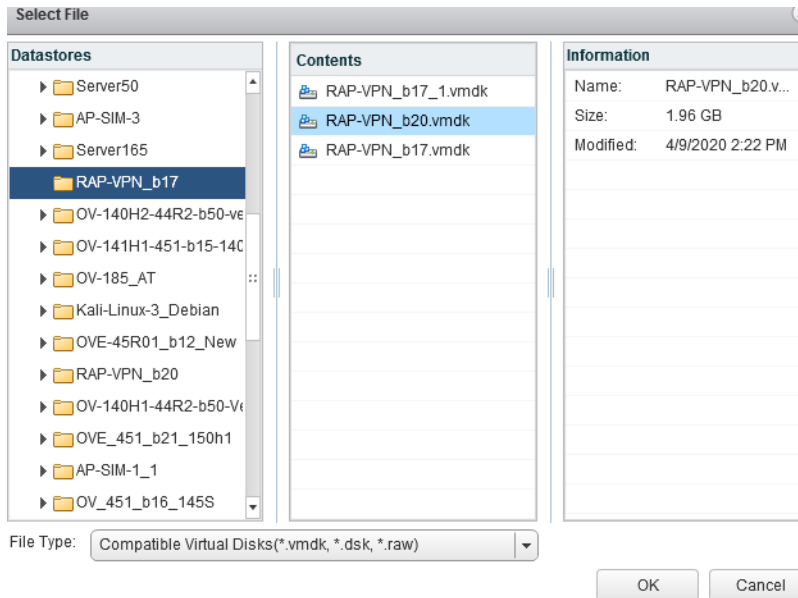 Select File
Datastores
Server50
AP-SIM-3
Server165
RAP-VPN_b17
OV-140H2-44R2-b50-ve
OV-141H1-451-b15-140
OV-185_AT
Kali-Linux-3_Debian
OVE-45R01_b12_New
RAP-VPN_b20
OV-140H1-44R2-b50-Ve
OVE_451_b21_150h1
AP-SIM-1_1
OV_451_b16_145S
Contents
RAP-VPN_b17_1.vmdk
RAP-VPN_b20.vmdk
RAP-VPN_b17.vmdk
Information
Name: RAP-VPN_b20.v...
Size: 1.96 GB
Modified: 4/9/2020 2:22 PM
File Type: Compatible Virtual Disks(*.vmdk, *.dsk, *.raw)
OK Cancel